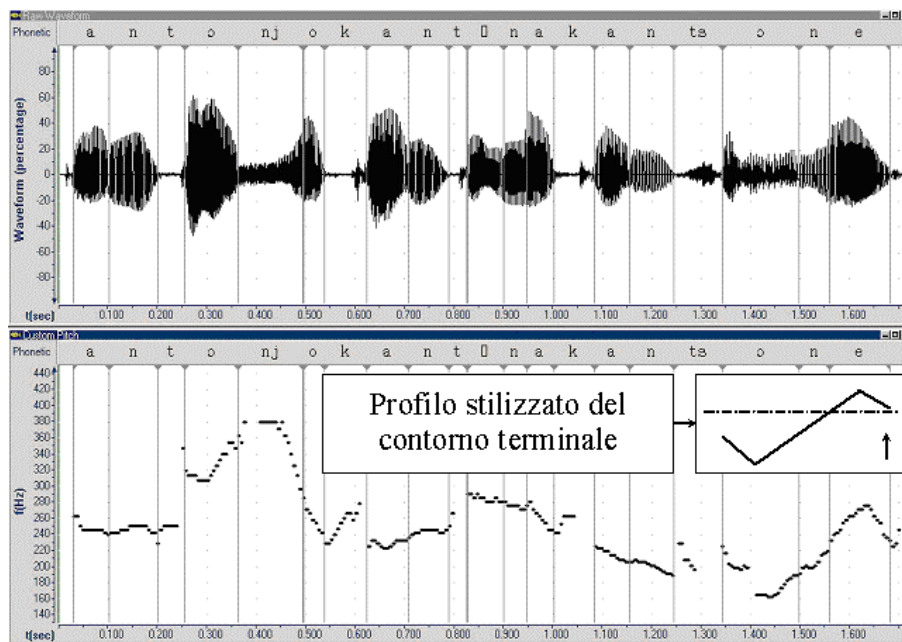 Raw Waveform
Phonetic a n t o nj o k a n t 0 n a k a n ts o n e
80
60
40
20
0
-20
-40
-60
-80
Waveform (percentage)
t(sec) 0.100 0.200 0.300 0.400 0.500 0.600 0.700 0.800 0.900 1.000 1.100 1.200 1.300 1.400 1.500 1.600
Custom Pitch
Phonetic a n t o nj o k a n t 0 n a k a n ts o n e
440
400
380
360
320
300
280
260
240
220
200
180
160
130
f(Hz)
Profilo stilizzato del
contorno terminale
t(sec) 0.100 0.200 0.300 0.400 0.500 0.600 0.700 0.800 0.900 1.000 1.100 1.200 1.300 1.400 1.500 1.600